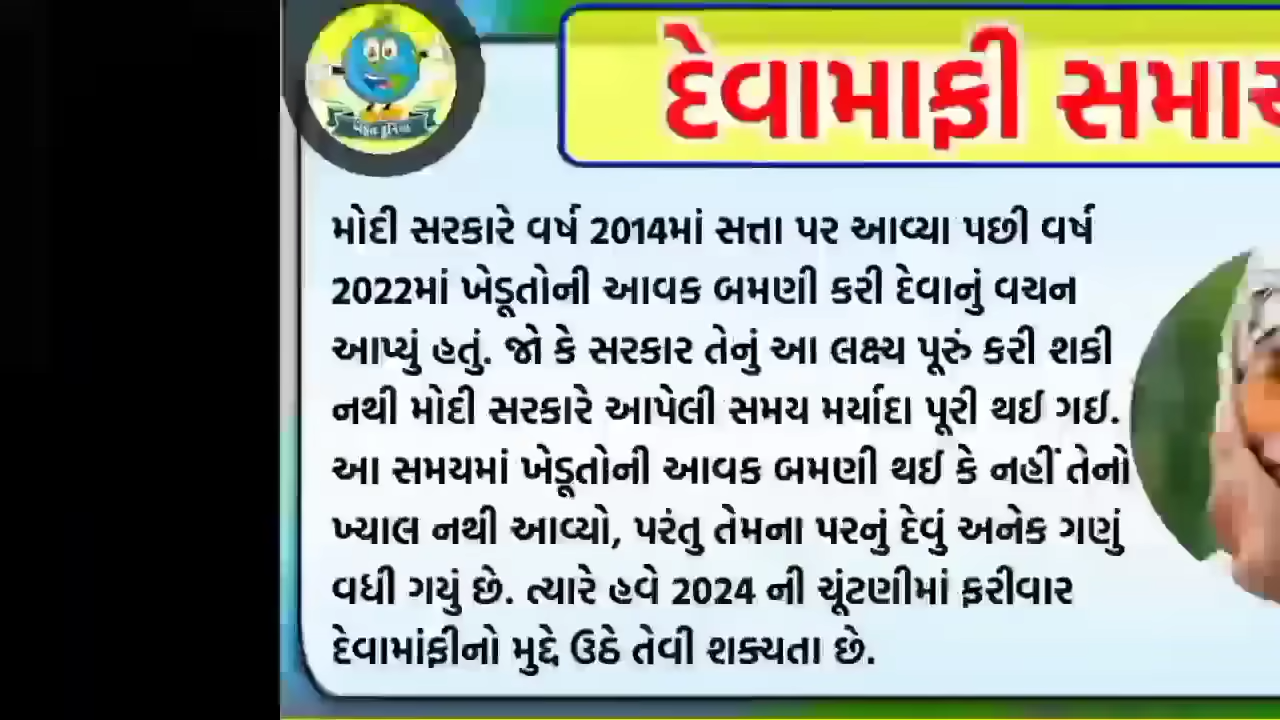 દેવામાફી
મોદી સરકારે વર્ષ 2014માં સત્તા પર આવ્યા પછી વર્ષ
2022માં ખેડૂતોની આવક બમણી કરી દેવાનું વચન
આપ્યું હતું. જો કે સરકાર તેનું આ લક્ષ્ય પૂરું કરી શકી
નથી મોદી સરકારે આપેલી સમય મર્યાદા પૂરી થઈ ગઈ.
આ સમયમાં ખેડૂતોની આવક બમણી થઈ કે નહીં તેનો
ખ્યાલ નથી આવ્યો, પરંતુ તેમના પરનું દેવું અનેક ગણું
વધી ગયું છે. ત્યારે હવે 2024 ની ચૂંટણીમાં ફરીવાર
દેવામાંફીનો મુદ્દે ઉઠે તેવી શક્યતા છે.